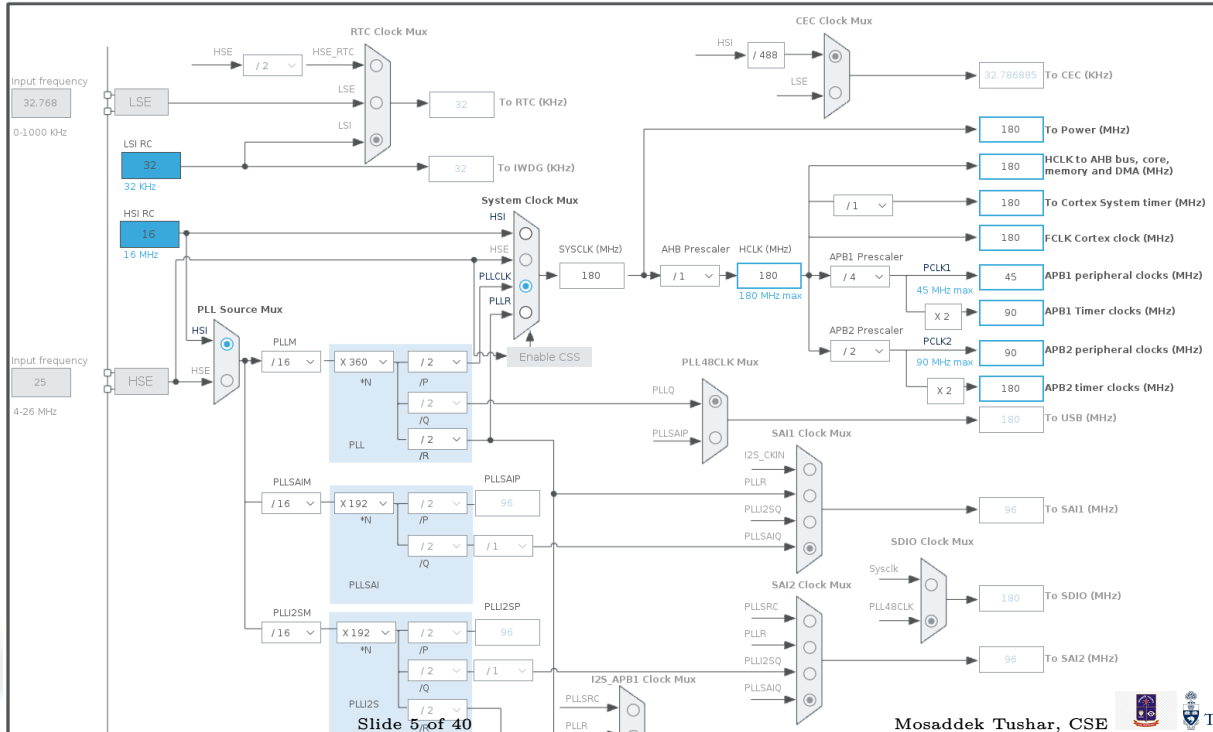 RTC Clock Mux
CEC Clock Mux
HSE
/ 2
HSE_RTC
HSI
/ 488
LSE
32.786885
To CEC (KHz)
Input frequency
32.768
0-1000 KHz
LSE
LSE
32
To RTC (KHz)
LSI
LSI RC
32
32 KHz
32
To IWDG (KHz)
180
To Power (MHz)
180
HCLK to AHB bus, core,
memory and DMA (MHz)
/ 1
180
To Cortex System timer (MHz)
180
FCLK Cortex clock (MHz)
HSI RC
16
16 MHz
System Clock Mux
HSI
HSE
PLLCLK
PLLR
SYSCLK (MHz)
180
AHB Prescaler
/ 1
HCLK (MHz)
180
180 MHz max
APB1 Prescaler
/ 4
PCLK1
45 MHz max
45
APB1 peripheral clocks (MHz)
X 2
90
APB1 Timer clocks (MHz)
APB2 Prescaler
/ 2
PCLK2
90 MHz max
90
APB2 peripheral clocks (MHz)
X 2
180
APB2 timer clocks (MHz)
Enable CSS
PLL Source Mux
HSI
HSE
Input frequency
25
4-26 MHz
HSE
PLLM
/ 16
X 360
*N
/ 2
/P
/ 2
/Q
/ 2
/R
PLL
PLL48CLK Mux
PLLQ
PLLSAIP
180
To USB (MHz)
SAI1 Clock Mux
I2S_CKIN
PLLR
PLLI2SQ
PLLSAIQ
96
To SAI1 (MHz)
PLLSAIM
/ 16
X 192
*N
/ 2
/P
PLLSAIP
96
/ 2
/Q
/ 1
PLLSAI
SDIO Clock Mux
Sysclk
PLL48CLK
180
To SDIO (MHz)
SAI2 Clock Mux
PLLSRC
PLLR
PLLI2SQ
PLLSAIQ
96
To SAI2 (MHz)
PLLI2SM
/ 16
X 192
*N
/ 2
/P
PLLI2SP
96
/ 2
/Q
/ 1
/ 2
PLLI2S
I2S_APB1 Clock Mux
PLLSRC
PLLR
Slide 5 of 40
Mosaddek Tushar, CSE